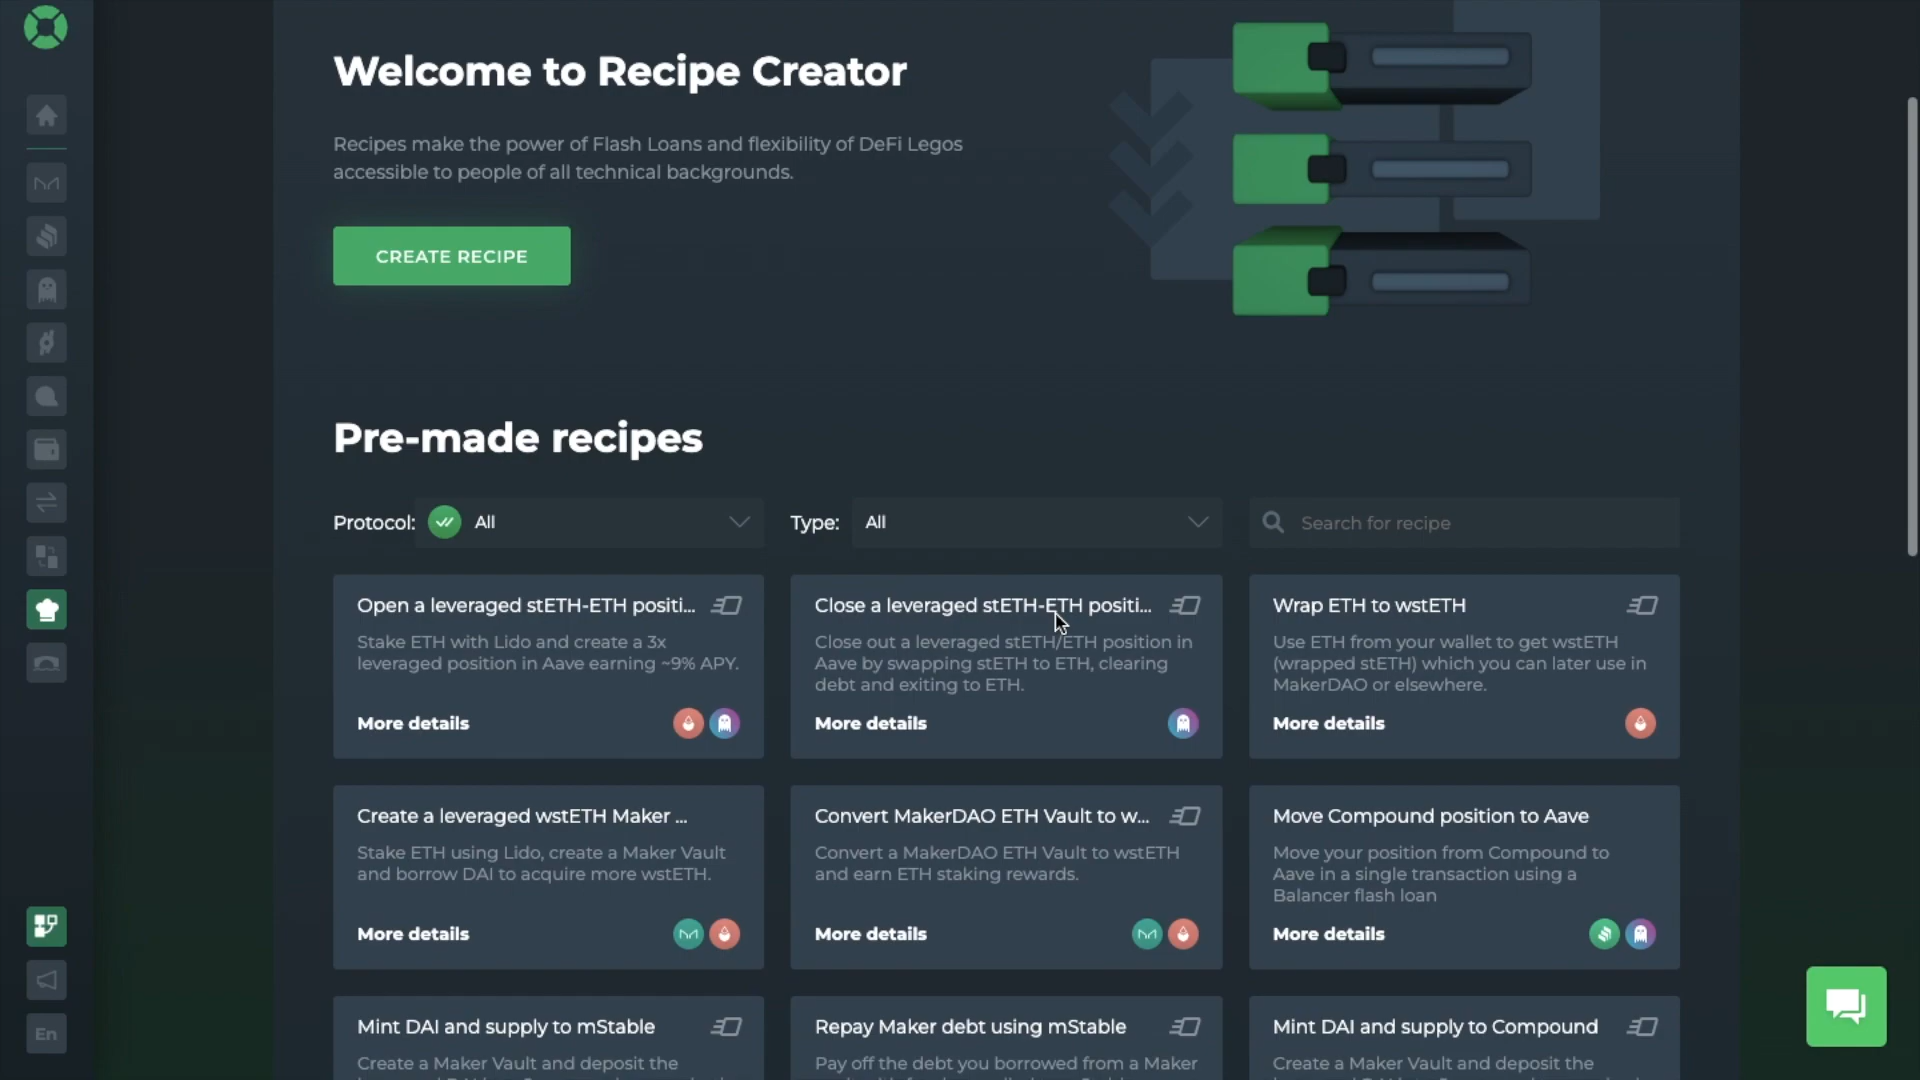 Welcome to Recipe Creator
Recipes make the power of Flash Loans and flexibility of DeFi Legos
accessible to people of all technical backgrounds.
CREATE RECIPE
Pre-made recipes
Protocol: All
Type: All
Search for recipe
Open a leveraged stETH-ETH positi...
Stake ETH with Lido and create a 3x
leveraged position in Aave earning ~9% APY.
More details
Close a leveraged stETH-ETH positi...
Close out a leveraged stETH/ETH position in
Aave by swapping stETH to ETH, clearing
debt and exiting to ETH.
More details
Wrap ETH to wstETH
Use ETH from your wallet to get wstETH
(wrapped stETH) which you can later use in
MakerDAO or elsewhere.
More details
Create a leveraged wstETH Maker ...
Stake ETH using Lido, create a Maker Vault
and borrow DAI to acquire more wstETH.
More details
Convert MakerDAO ETH Vault to w...
Convert a MakerDAO ETH Vault to wstETH
and earn ETH staking rewards.
More details
Move Compound position to Aave
Move your position from Compound to
Aave in a single transaction using a
Balancer flash loan
More details
Mint DAI and supply to mStable
Create a Maker Vault and deposit the
Repay Maker debt using mStable
Pay off the debt you borrowed from a Maker
Mint DAI and supply to Compound
Create a Maker Vault and deposit the
En